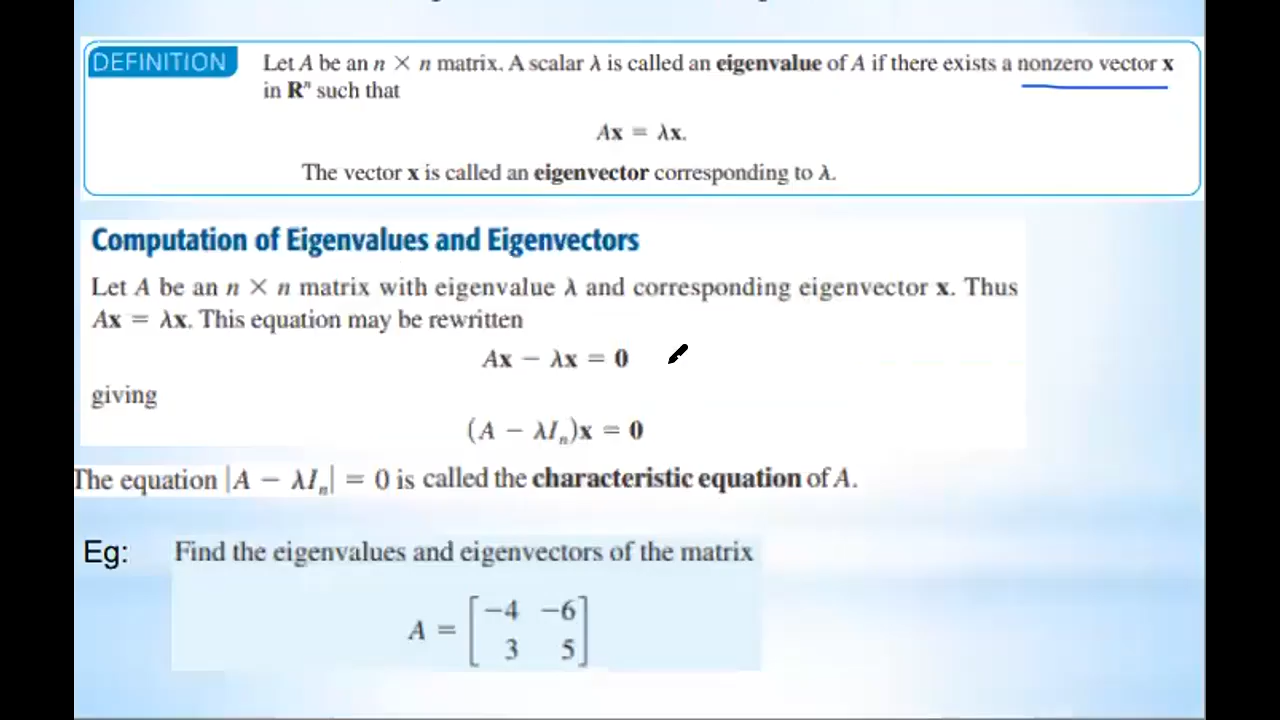 DEFINITION
Let A be an n × n matrix. A scalar λ is called an eigenvalue of A if there exists a nonzero vector x
in Rⁿ such that
Ax = λx.
The vector x is called an eigenvector corresponding to λ.
Computation of Eigenvalues and Eigenvectors
Let A be an n × n matrix with eigenvalue λ and corresponding eigenvector x. Thus
Ax = λx. This equation may be rewritten
Ax − λx = 0
giving
(A − λIₙ)x = 0
The equation |A − λIₙ| = 0 is called the characteristic equation of A.
Eg: Find the eigenvalues and eigenvectors of the matrix
A = [−4 −6
3 5]